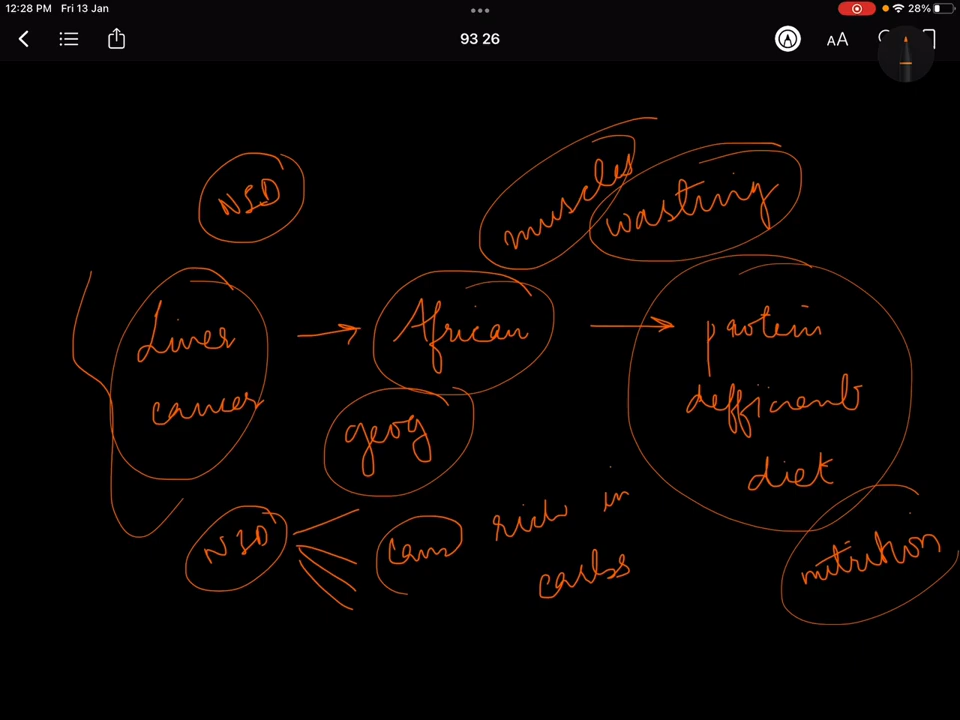 12:28 PM Fri 13 Jan
28%
93 26
AA
NSD
muscles wasting
Liver cancer
African
protein
defficient
diet
geog
NSD
cans rich in
carbs
nutrition